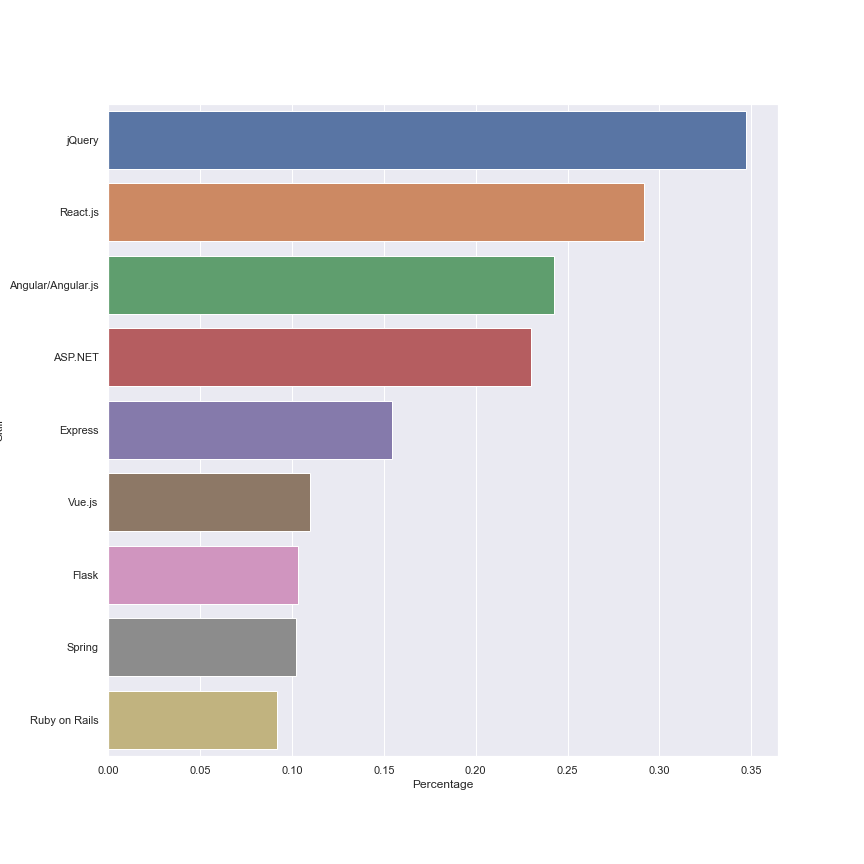 jQuery
React.js
Angular/Angular.js
ASP.NET
Express
Vue.js
Flask
Spring
Ruby on Rails
0.00 0.05 0.10 0.15 0.20 0.25 0.30 0.35
Percentage